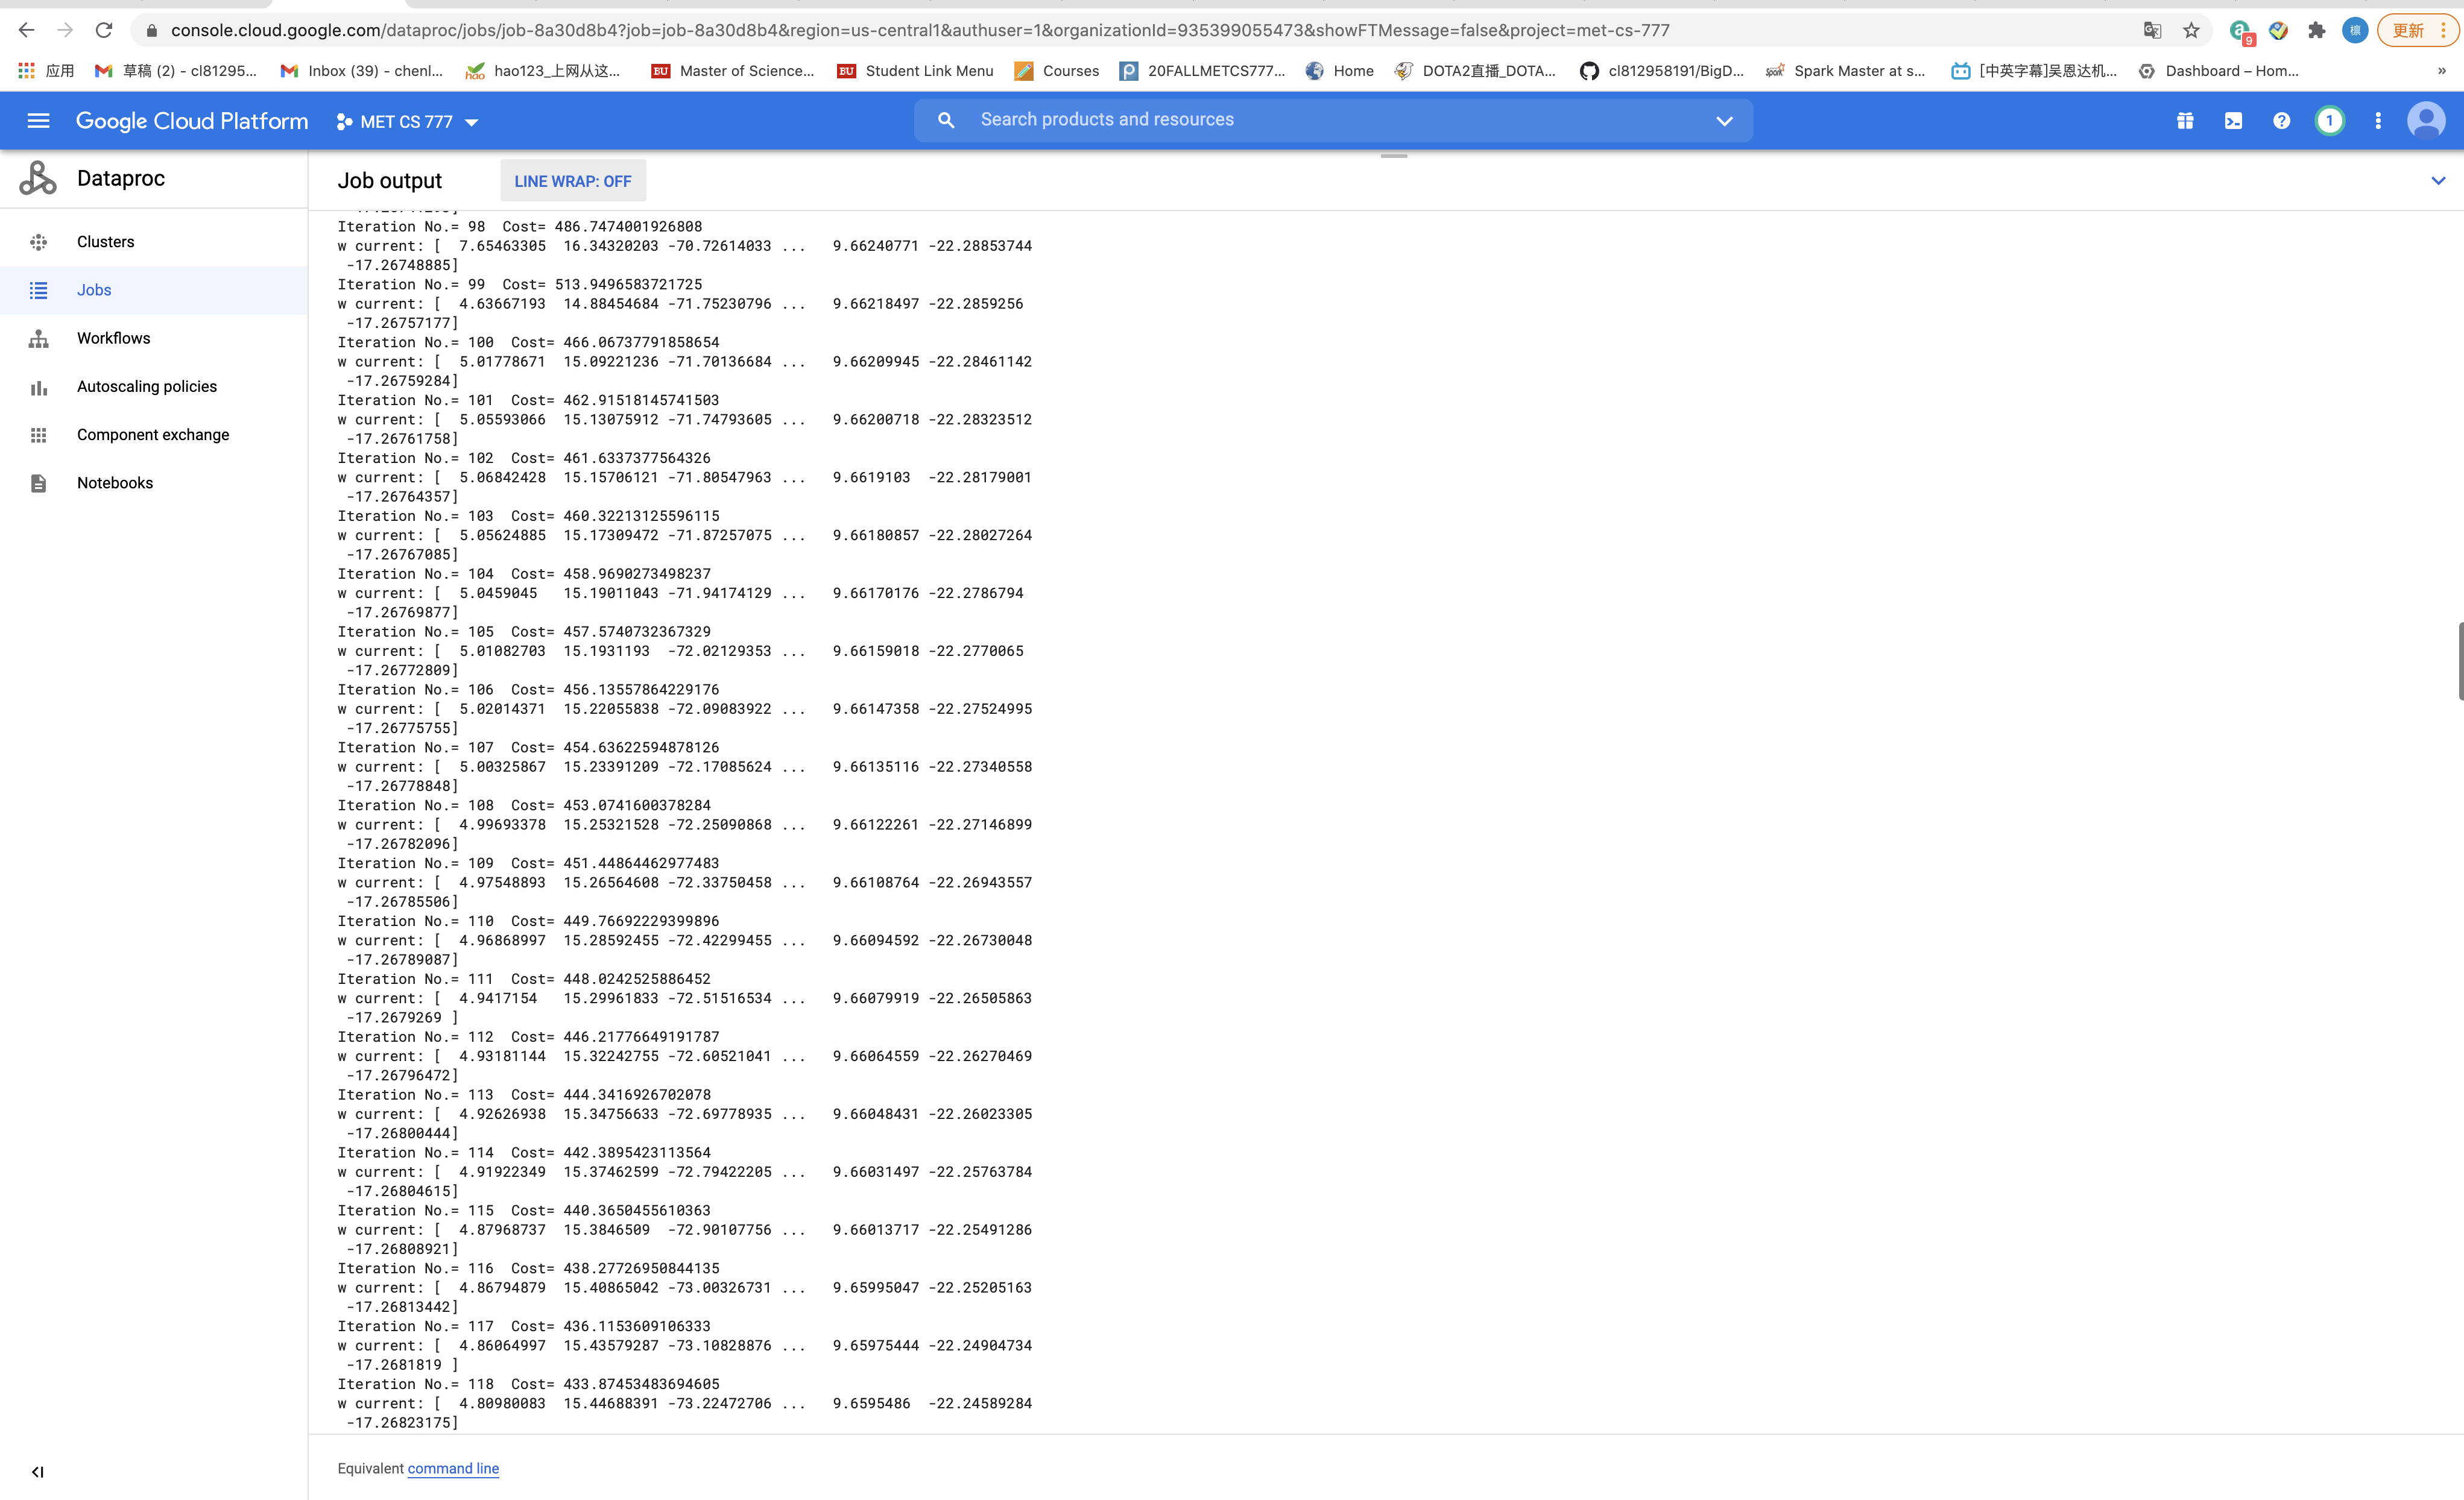 console.cloud.google.com/dataproc/jobs/job-8a30d8b4?job=job-8a30d8b4&region=us-central1&authuser=1&organizationId=935399055473&showFTMessage=false&project=met-cs-777
9
更新
应用 草稿 (2) - cl81295... Inbox (39) - chenl... hao123_上网从这... Master of Science... Student Link Menu Courses 20FALLMETCS777... Home DOTA2直播_DOTA... cl812958191/BigD... Spark Master at s... [中英字幕]吴恩达机... Dashboard – Hom... »
Google Cloud Platform MET CS 777 Search products and resources 1
Dataproc
Clusters
Jobs
Workflows
Autoscaling policies
Component exchange
Notebooks
Job output LINE WRAP: OFF
Iteration No.= 98  Cost= 486.7474001926808
w current: [  7.65463305  16.34320203 -70.72614033 ...   9.66240771 -22.28853744
 -17.26748885]
Iteration No.= 99  Cost= 513.9496583721725
w current: [  4.63667193  14.88454684 -71.75230796 ...   9.66218497 -22.2859256
 -17.26757177]
Iteration No.= 100  Cost= 466.06737791858654
w current: [  5.01778671  15.09221236 -71.70136684 ...   9.66209945 -22.28461142
 -17.26759284]
Iteration No.= 101  Cost= 462.91518145741503
w current: [  5.05593066  15.13075912 -71.74793605 ...   9.66200718 -22.28323512
 -17.26761758]
Iteration No.= 102  Cost= 461.6337377564326
w current: [  5.06842428  15.15706121 -71.80547963 ...   9.6619103  -22.28179001
 -17.26764357]
Iteration No.= 103  Cost= 460.32213125596115
w current: [  5.05624885  15.17309472 -71.87257075 ...   9.66180857 -22.28027264
 -17.26767085]
Iteration No.= 104  Cost= 458.9690273498237
w current: [  5.0459045   15.19011043 -71.94174129 ...   9.66170176 -22.2786794
 -17.26769877]
Iteration No.= 105  Cost= 457.5740732367329
w current: [  5.01082703  15.1931193  -72.02129353 ...   9.66159018 -22.2770065
 -17.26772809]
Iteration No.= 106  Cost= 456.13557864229176
w current: [  5.02014371  15.22055838 -72.09083922 ...   9.66147358 -22.27524995
 -17.26775755]
Iteration No.= 107  Cost= 454.63622594878126
w current: [  5.00325867  15.23391209 -72.17085624 ...   9.66135116 -22.27340558
 -17.26778848]
Iteration No.= 108  Cost= 453.0741600378284
w current: [  4.99693378  15.25321528 -72.25090868 ...   9.66122261 -22.27146899
 -17.26782096]
Iteration No.= 109  Cost= 451.44864462977483
w current: [  4.97548893  15.26564608 -72.33750458 ...   9.66108764 -22.26943557
 -17.26785506]
Iteration No.= 110  Cost= 449.76692229399896
w current: [  4.96868997  15.28592455 -72.42299455 ...   9.66094592 -22.26730048
 -17.26789087]
Iteration No.= 111  Cost= 448.0242525886452
w current: [  4.9417154   15.29961833 -72.51516534 ...   9.66079919 -22.26505863
 -17.2679269 ]
Iteration No.= 112  Cost= 446.21776649191787
w current: [  4.93181144  15.32242755 -72.60521041 ...   9.66064559 -22.26270469
 -17.26796472]
Iteration No.= 113  Cost= 444.3416926702078
w current: [  4.92626938  15.34756633 -72.69778935 ...   9.66048431 -22.26023305
 -17.26800444]
Iteration No.= 114  Cost= 442.3895423113564
w current: [  4.91922349  15.37462599 -72.79422205 ...   9.66031497 -22.25763784
 -17.26804615]
Iteration No.= 115  Cost= 440.3650455610363
w current: [  4.87968737  15.3846509  -72.90107756 ...   9.66013717 -22.25491286
 -17.26808921]
Iteration No.= 116  Cost= 438.27726950844135
w current: [  4.86794879  15.40865042 -73.00326731 ...   9.65995047 -22.25205163
 -17.26813442]
Iteration No.= 117  Cost= 436.1153609106333
w current: [  4.86064997  15.43579287 -73.10828876 ...   9.65975444 -22.24904734
 -17.2681819 ]
Iteration No.= 118  Cost= 433.87453483694605
w current: [  4.80980083  15.44688391 -73.22472706 ...   9.6595486  -22.24589284
 -17.26823175]
Equivalent command line